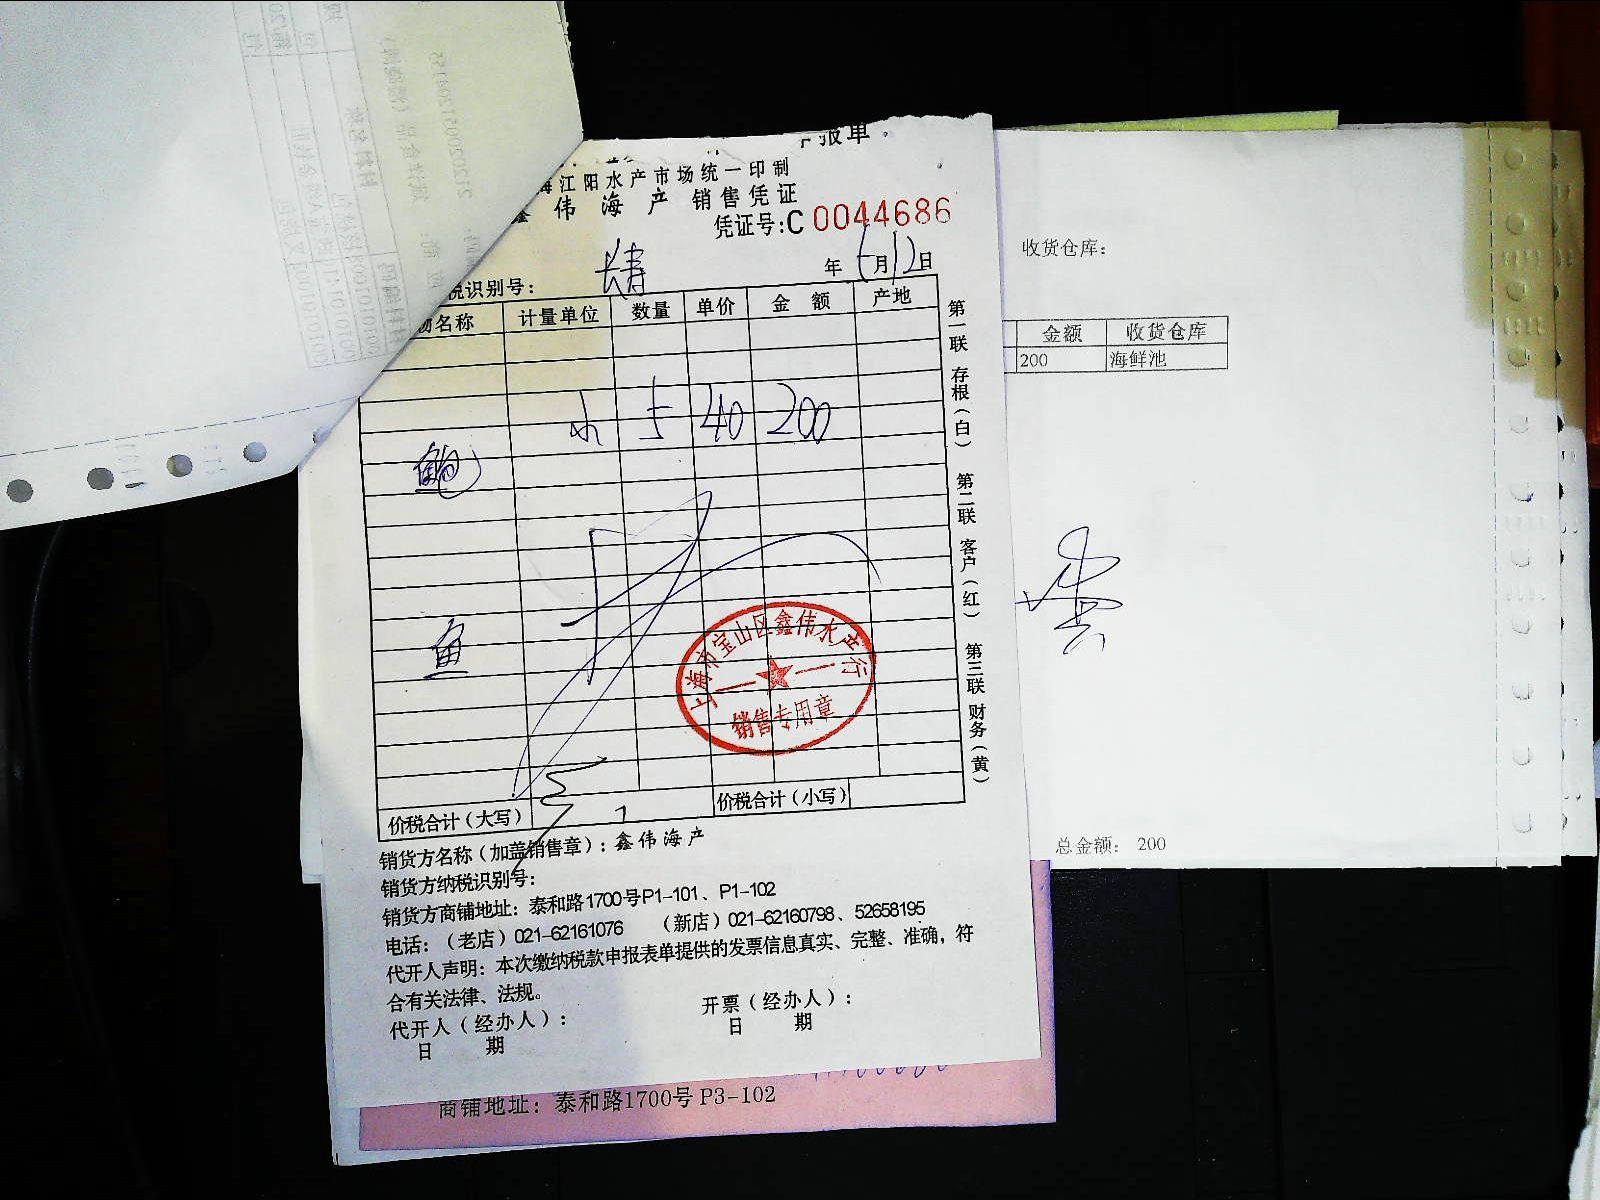 报单
海江阳水产市场统一印制
鑫伟海产 销售凭证
凭证号:C 0044686
税识别号: 长寿 年 6月12日
物名称 计量单位 数量 单价 金额 产地
5 40 200
鲍
鱼
上海市宝山区鑫伟水产行
销售专用章
价税合计(大写) 价税合计(小写)
销货方名称(加盖销售章):鑫伟海产
销货方纳税识别号:
销货方商铺地址:泰和路1700号P1-101、P1-102
电话:(老店)021-62161076 (新店)021-62160798、52658195
代开人声明:本次缴纳税款申报表单提供的发票信息真实、完整、准确,符
合有关法律、法规。
代开人(经办人): 开票(经办人):
日期 日期
第一联 存根(白) 第二联 客户(红) 第三联 财务(黄)
商铺地址:泰和路1700号 P3-102
收货仓库:
金额 收货仓库
200 海鲜池
总金额: 200